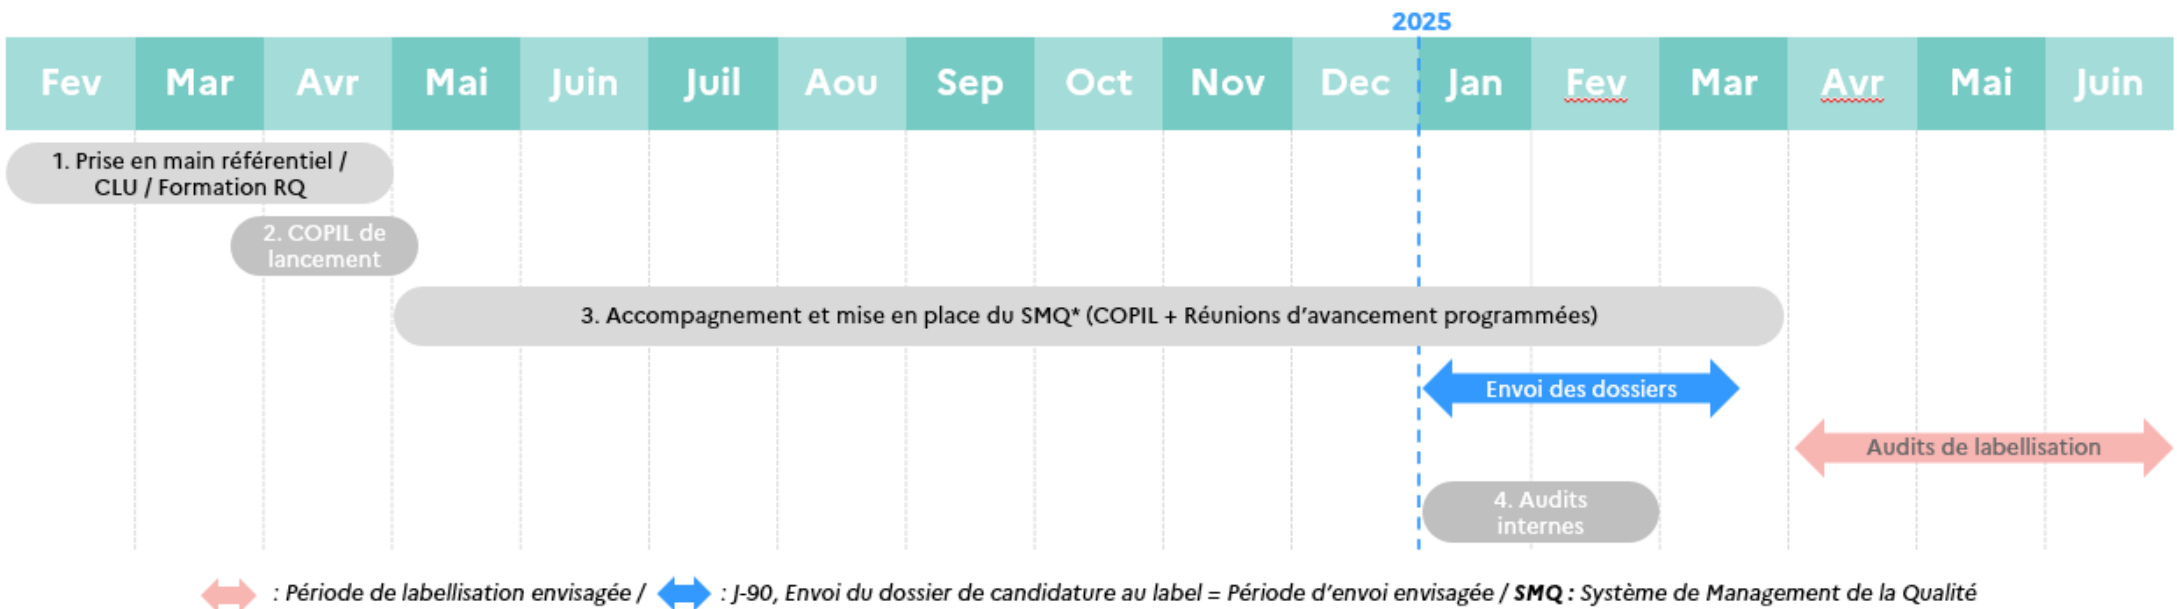 2025
Fev Mar Avr Mai Juin Juil Aou Sep Oct Nov Dec Jan Fev Mar Avr Mai Juin
1. Prise en main référentiel /
CLU / Formation RQ
2. COPIL de
lancement
3. Accompagnement et mise en place du SMQ* (COPIL + Réunions d'avancement programmées)
Envoi des dossiers
Audits de labellisation
4. Audits
internes
: Période de labellisation envisagée / : J-90, Envoi du dossier de candidature au label = Période d'envoi envisagée / SMQ : Système de Management de la Qualité